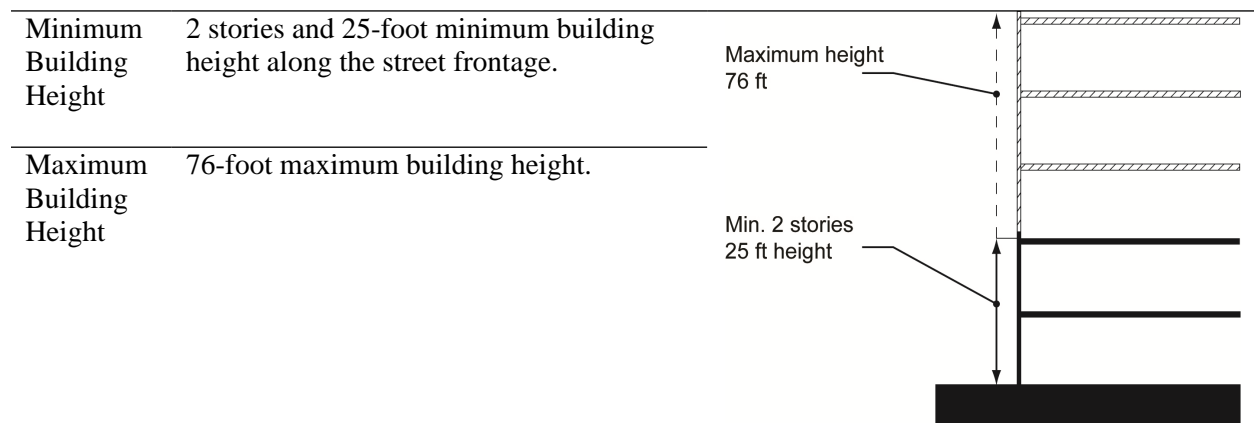 Minimum
Building
Height
2 stories and 25-foot minimum building
height along the street frontage.
Maximum
Building
Height
76-foot maximum building height.
Maximum height
76 ft
Min. 2 stories
25 ft height